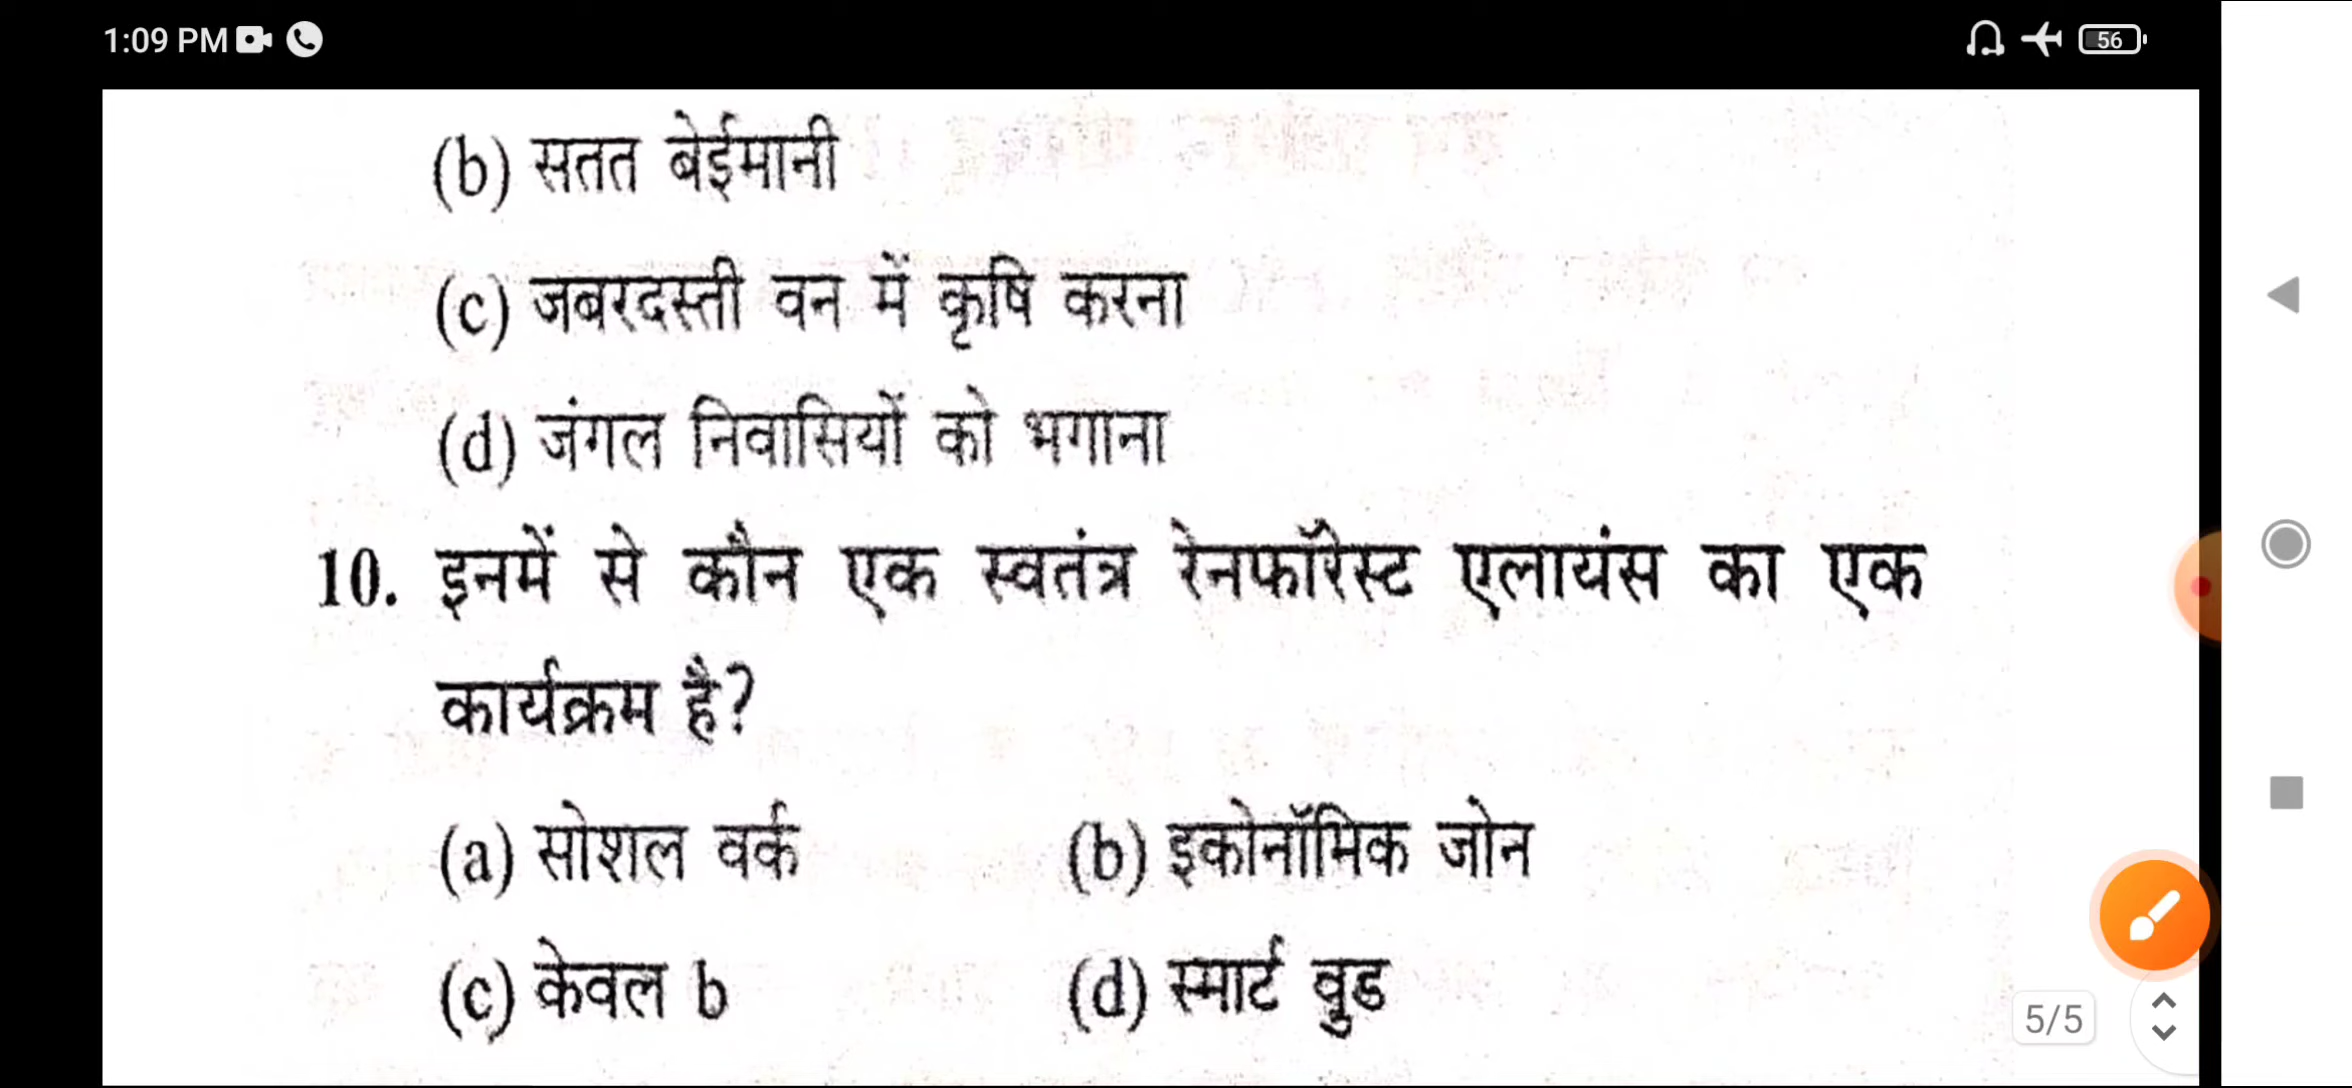 1:09 PM
56
(b) सतत बेईमानी
(c) जबरदस्ती वन में कृषि करना
(d) जंगल निवासियों को भगाना
10. इनमें से कौन एक स्वतंत्र रेनफॉरेस्ट एलायंस का एक
कार्यक्रम है?
(a) सोशल वर्क (b) इकोनॉमिक जोन
(c) केवल b (d) स्मार्ट वुड
5/5